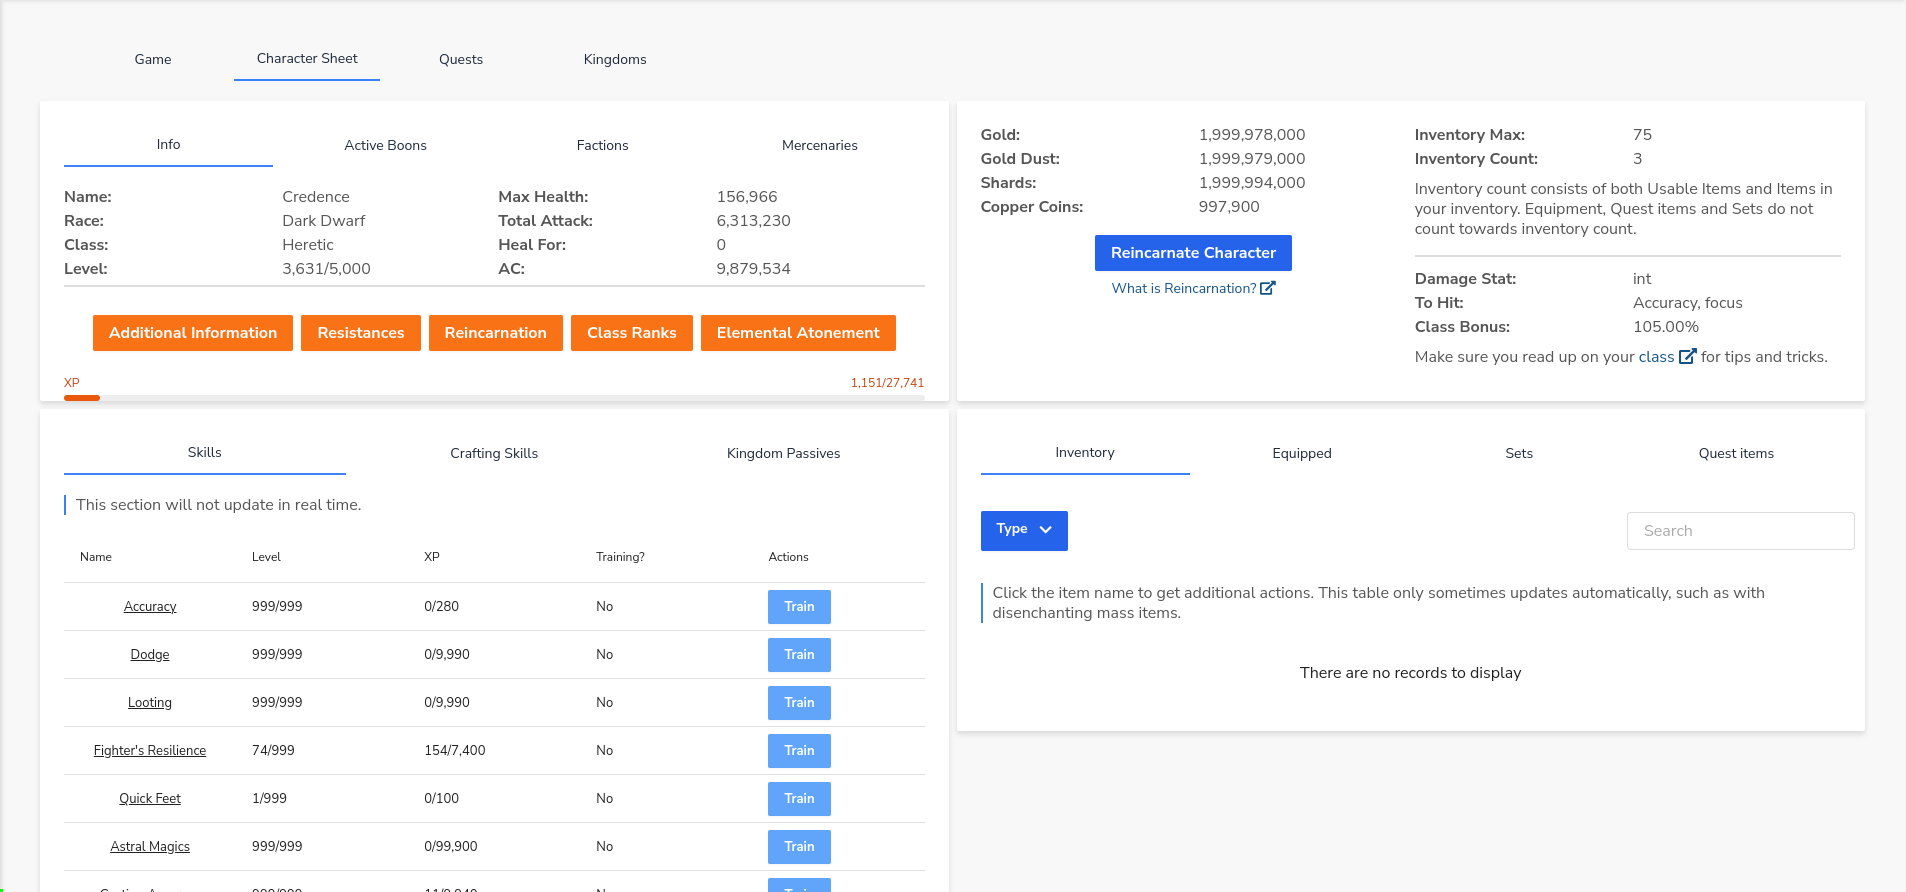 Game Character Sheet Quests Kingdoms
Info Active Boons Factions Mercenaries
Name: Credence Max Health: 156,966
Race: Dark Dwarf Total Attack: 6,313,230
Class: Heretic Heal For: 0
Level: 3,631/5,000 AC: 9,879,534
Additional Information Resistances Reincarnation Class Ranks Elemental Atonement
XP 1,151/27,741
Gold: 1,999,978,000
Gold Dust: 1,999,979,000
Shards: 1,999,994,000
Copper Coins: 997,900
Reincarnate Character
What is Reincarnation?
Inventory Max: 75
Inventory Count: 3
Inventory count consists of both Usable Items and Items in
your inventory. Equipment, Quest items and Sets do not
count towards inventory count.
Damage Stat: int
To Hit: Accuracy, focus
Class Bonus: 105.00%
Make sure you read up on your class for tips and tricks.
Skills Crafting Skills Kingdom Passives
This section will not update in real time.
Name Level XP Training? Actions
Accuracy 999/999 0/280 No Train
Dodge 999/999 0/9,990 No Train
Looting 999/999 0/9,990 No Train
Fighter's Resilience 74/999 154/7,400 No Train
Quick Feet 1/999 0/100 No Train
Astral Magics 999/999 0/99,900 No Train
Inventory Equipped Sets Quest items
Type Search
Click the item name to get additional actions. This table only sometimes updates automatically, such as with
disenchanting mass items.
There are no records to display